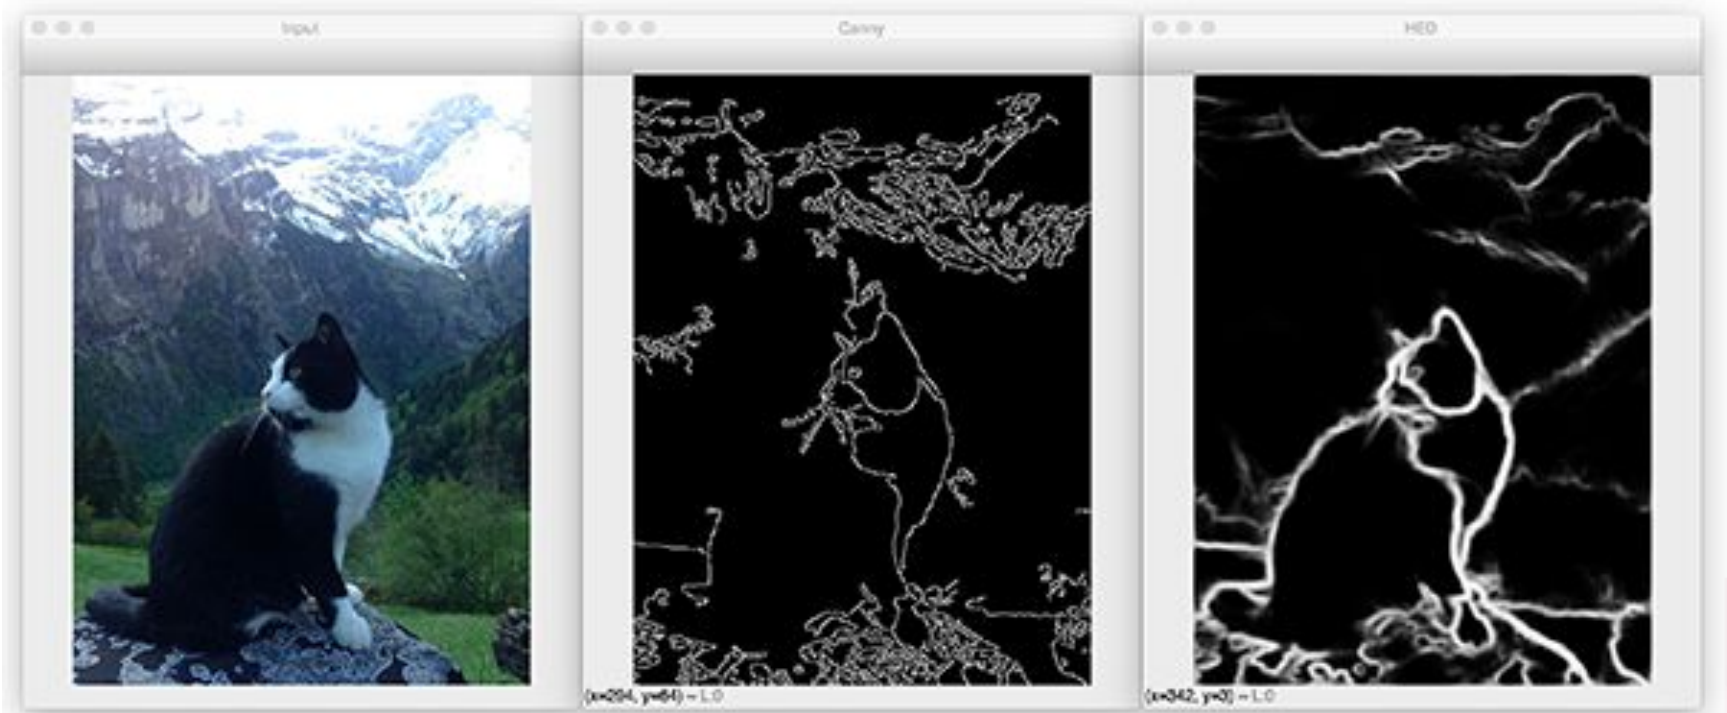 Input
Canny
HED
(x=294, y=64) ~ L:0
(x=342, y=3) ~ L:0